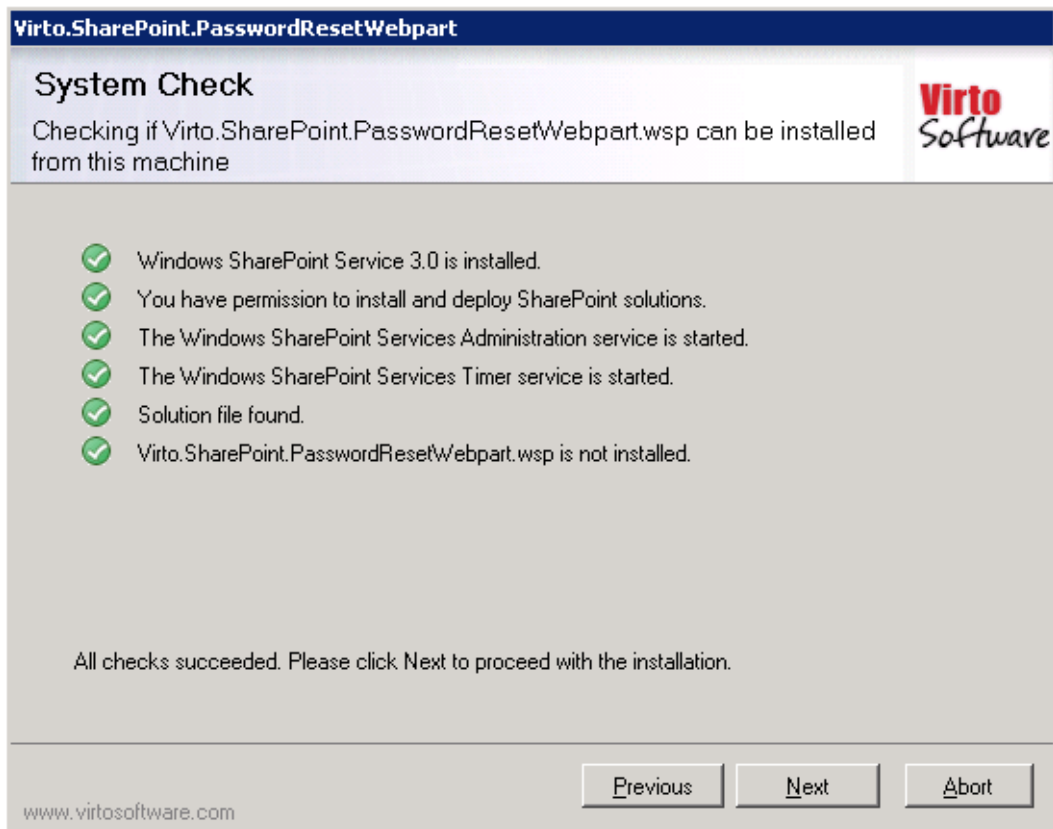 Virto.SharePoint.PasswordResetWebpart
System Check
Checking if Virto.SharePoint.PasswordResetWebpart.wsp can be installed
from this machine
Virto
Software
Windows SharePoint Service 3.0 is installed.
You have permission to install and deploy SharePoint solutions.
The Windows SharePoint Services Administration service is started.
The Windows SharePoint Services Timer service is started.
Solution file found.
Virto.SharePoint.PasswordResetWebpart.wsp is not installed.
All checks succeeded. Please click Next to proceed with the installation.
Previous
Next
Abort
www.virtosoftware.com